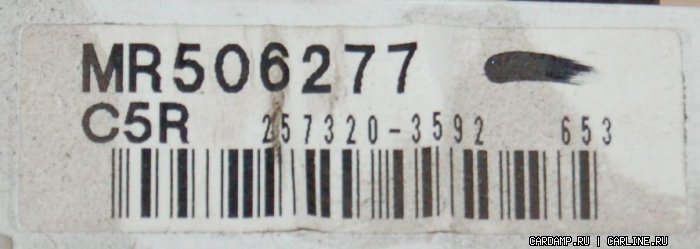 MR506277
C5R 257320-3592 653
CARDAMP.RU | CARLINE.RU